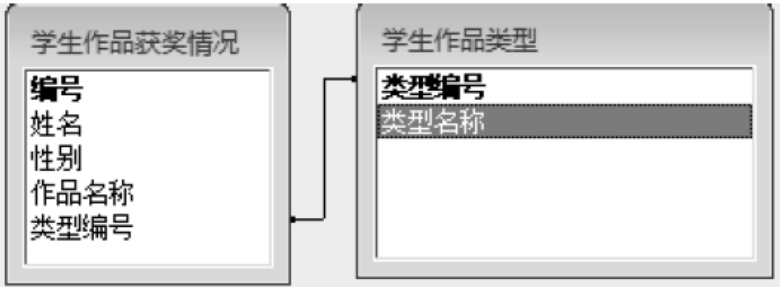 学生作品获奖情况
编号
姓名
性别
作品名称
类型编号
学生作品类型
类型编号
类型名称